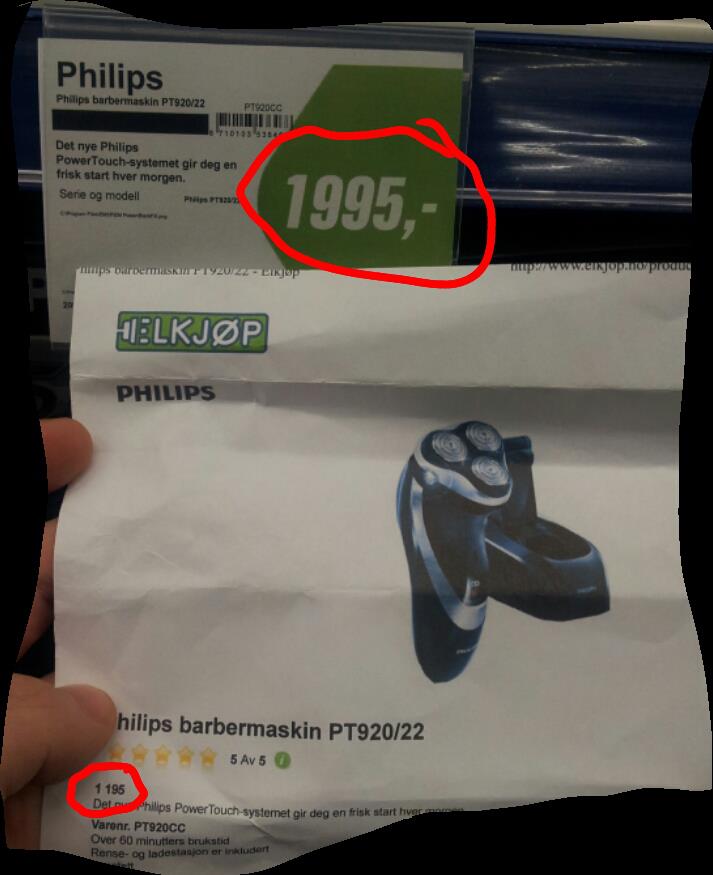 Philips
Philips barbermaskin PT920/22
PT920CC
Det nye Philips
PowerTouch-systemet gir deg en
frisk start hver morgen.
Serie og modell
Philips PT920/22
1995,-
philips barbermaskin PT920/22 - Elkjøp
http://www.elkjop.no/produc
ELKJØP
PHILIPS
hilips barbermaskin PT920/22
5 Av 5 i
1 195
Det nye Philips PowerTouch-systemet gir deg en frisk start hver morgen
Varenr. PT920CC
Over 60 minutters brukstid
Rense- og ladestasjon er inkludert